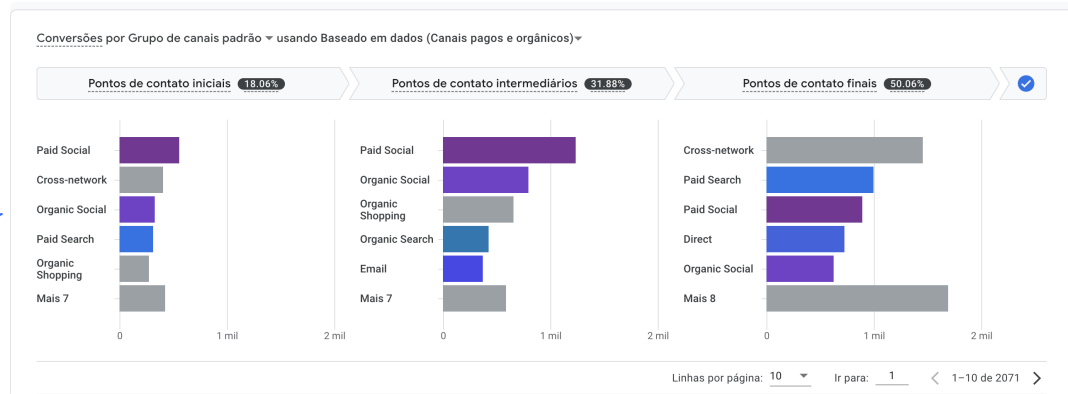 Conversões por Grupo de canais padrão usando Baseado em dados (Canais pagos e orgânicos)
Pontos de contato iniciais 18.06%
Pontos de contato intermediários 31.88%
Pontos de contato finais 50.06%
Paid Social
Cross-network
Organic Social
Paid Search
Organic
Shopping
Mais 7
0 1 mil 2 mil
Paid Social
Organic Social
Organic
Shopping
Organic Search
Email
Mais 7
0 1 mil 2 mil
Cross-network
Paid Search
Paid Social
Direct
Organic Social
Mais 8
0 1 mil 2 mil
Linhas por página: 10 Ir para: 1 1–10 de 2071